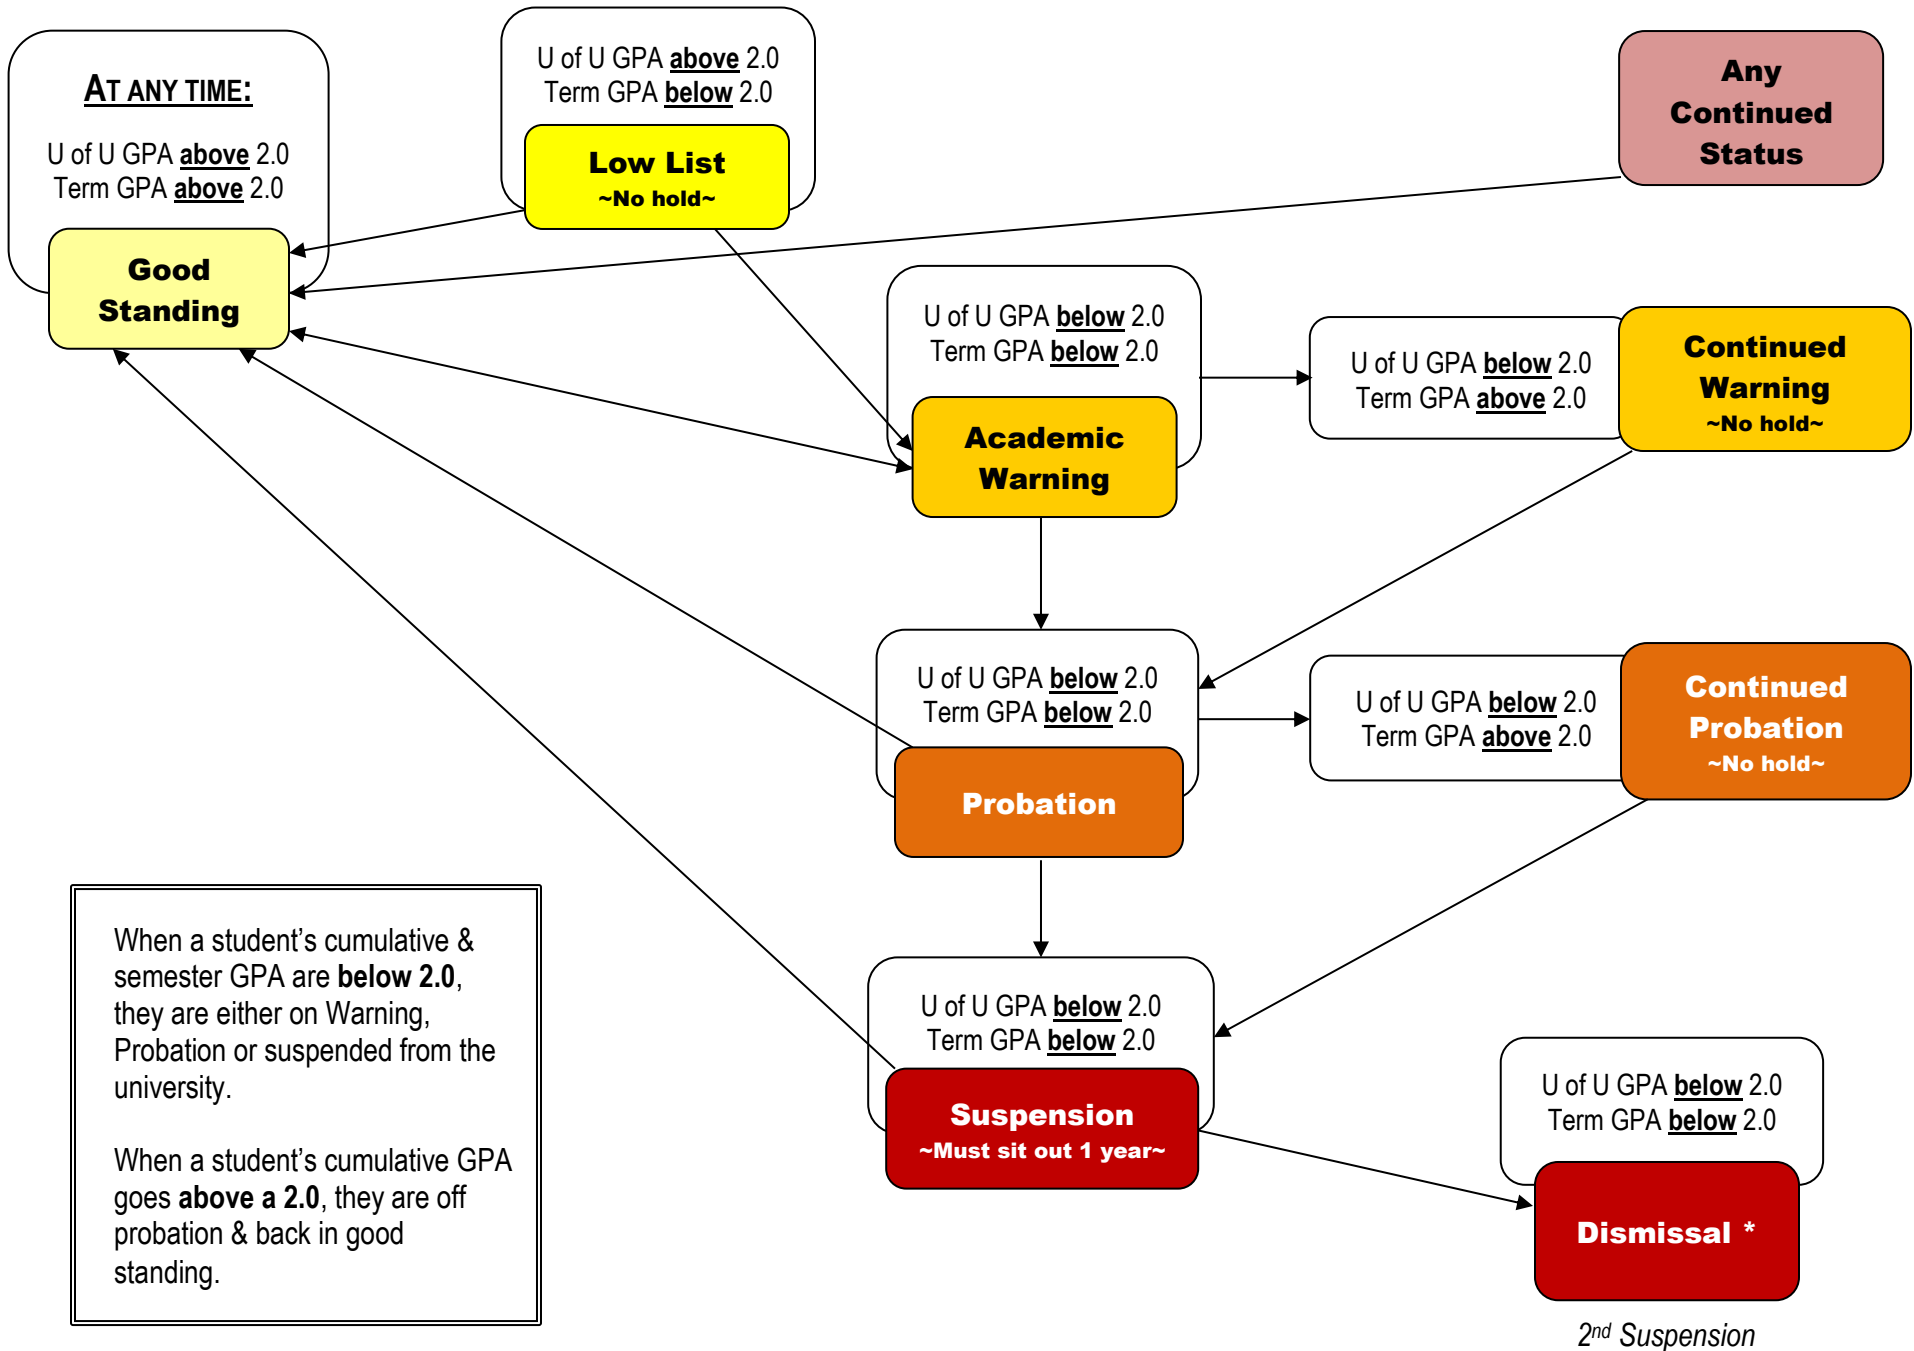 AT ANY TIME:
U of U GPA above 2.0
Term GPA above 2.0
Good
Standing
U of U GPA above 2.0
Term GPA below 2.0
Low List
~No hold~
Any
Continued
Status
U of U GPA below 2.0
Term GPA below 2.0
Academic
Warning
U of U GPA below 2.0
Term GPA above 2.0
Continued
Warning
~No hold~
U of U GPA below 2.0
Term GPA below 2.0
Probation
U of U GPA below 2.0
Term GPA above 2.0
Continued
Probation
~No hold~
When a student’s cumulative &
semester GPA are below 2.0,
they are either on Warning,
Probation or suspended from the
university.
When a student’s cumulative GPA
goes above a 2.0, they are off
probation & back in good
standing.
U of U GPA below 2.0
Term GPA below 2.0
Suspension
~Must sit out 1 year~
U of U GPA below 2.0
Term GPA below 2.0
Dismissal *
2nd Suspension